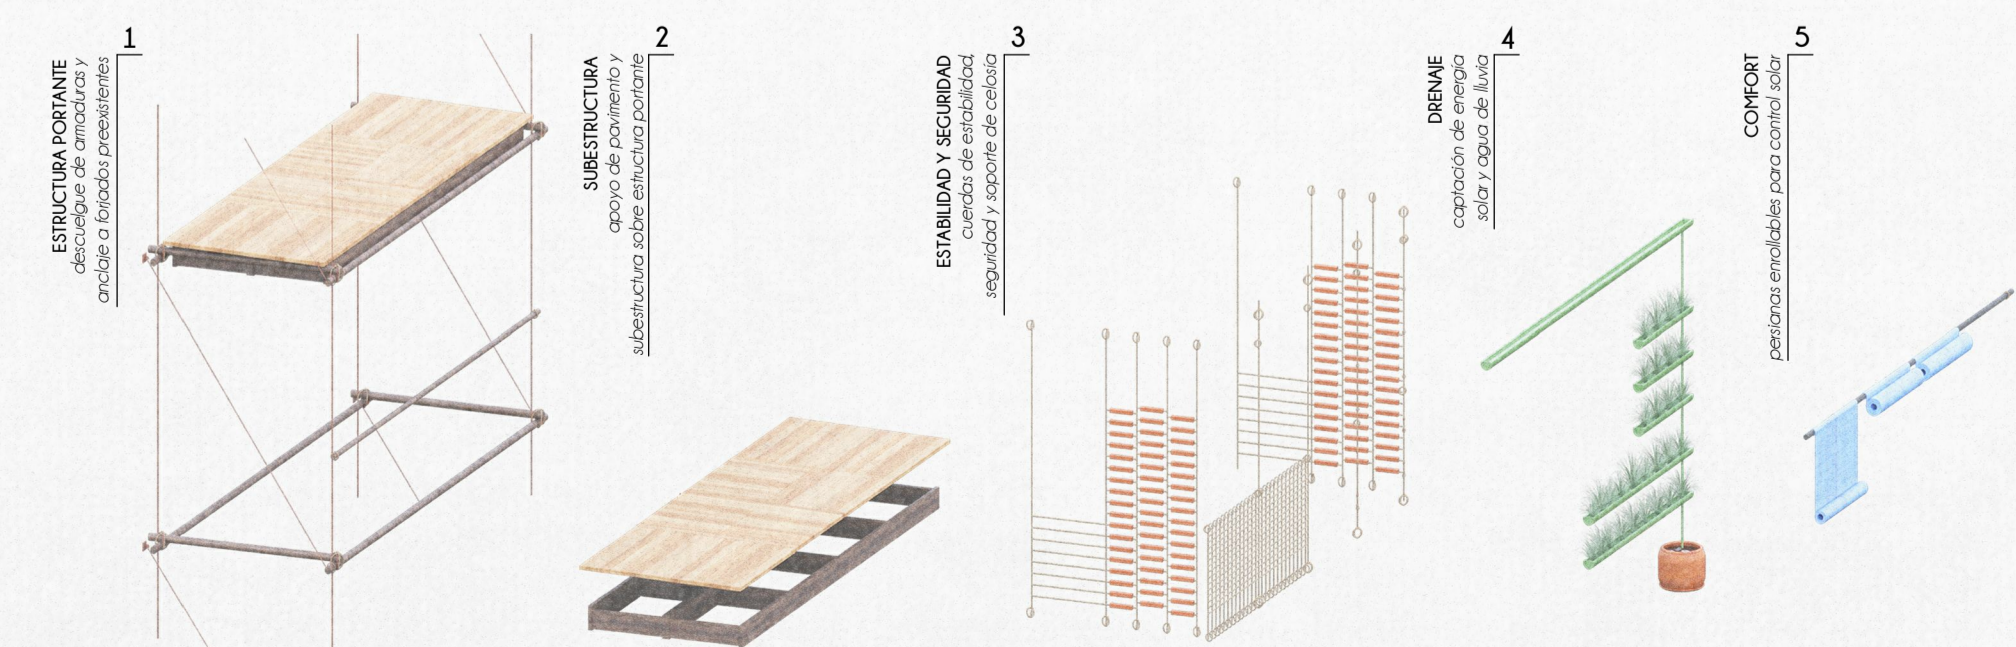 1
ESTRUCTURA PORTANTE
descuelgue de armaduras y
anclaje a forjados preexistentes
2
SUBESTRUCTURA
apoyo de pavimento y
subestructura sobre estructura portante
3
ESTABILIDAD Y SEGURIDAD
cuerdas de estabilidad,
seguridad y soporte de celosía
4
DRENAJE
captación de energía
solar y agua de lluvia
5
COMFORT
persianas enrollables para control solar